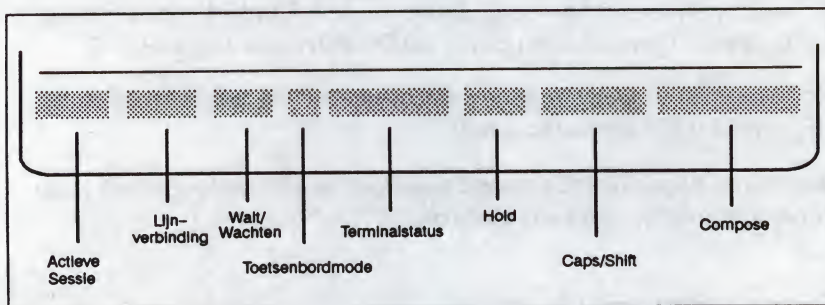 Actieve
Sessie
Lijn-
verbinding
Wait/
Wachten
Toetsenbordmode
Terminalstatus
Hold
Caps/Shift
Compose